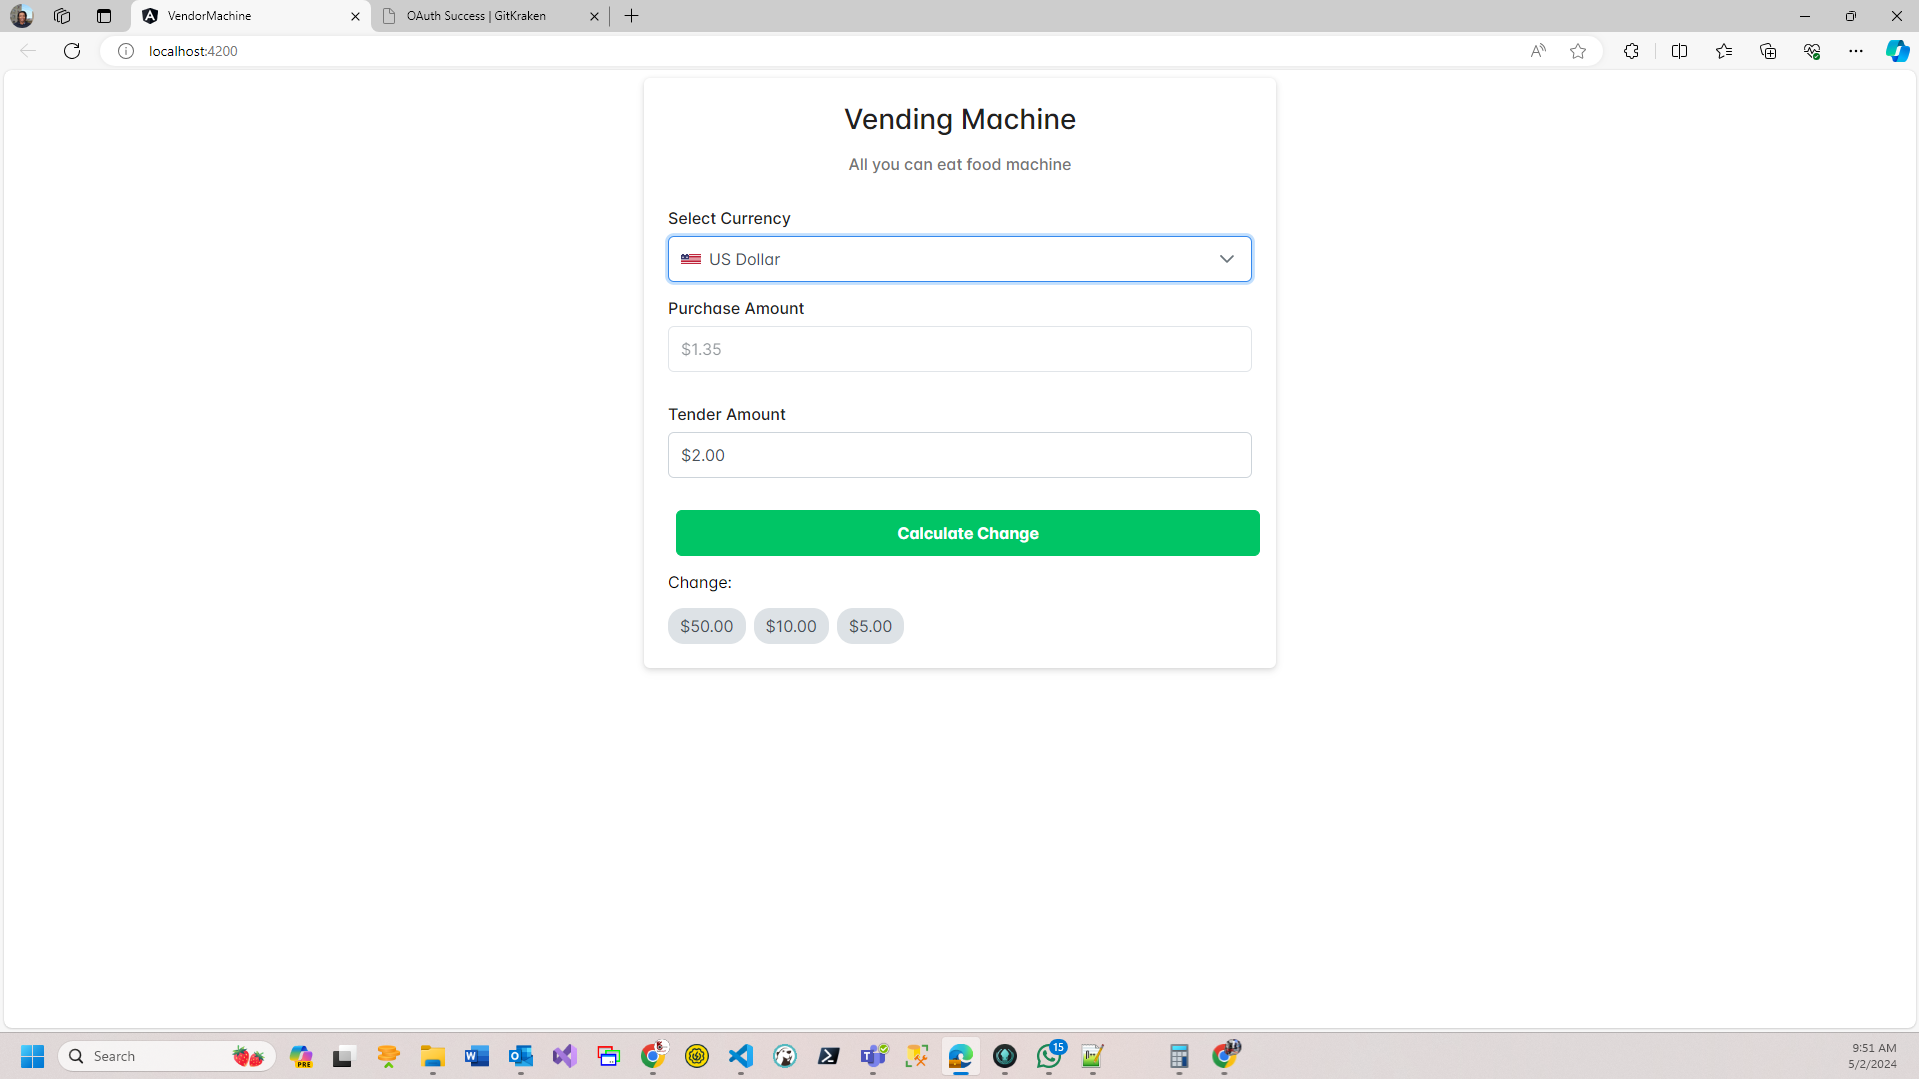 VendorMachine
OAuth Success | GitKraken
localhost:4200
Vending Machine
All you can eat food machine
Select Currency
US Dollar
Purchase Amount
$1.35
Tender Amount
$2.00
Calculate Change
Change:
$50.00 $10.00 $5.00
Search
PRE
15
9:51 AM
5/2/2024